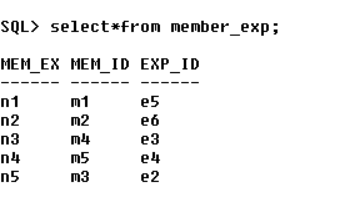 SQL> select*from member_exp;
MEM_EX MEM_ID EXP_ID
------ ------ ------
n1 m1 e5
n2 m2 e6
n3 m4 e3
n4 m5 e4
n5 m3 e2